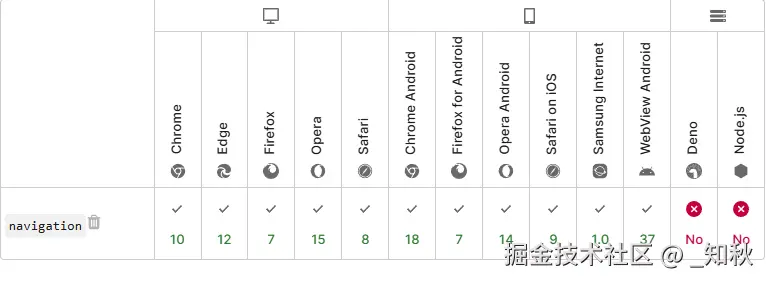 Chrome
Edge
Firefox
Opera
Safari
Chrome Android
Firefox for Android
Opera Android
Safari on iOS
Samsung Internet
WebView Android
Deno
Node.js
navigation
10 12 7 15 8 18 7 14 9 1.0 37 No No
掘金技术社区 @ _知秋